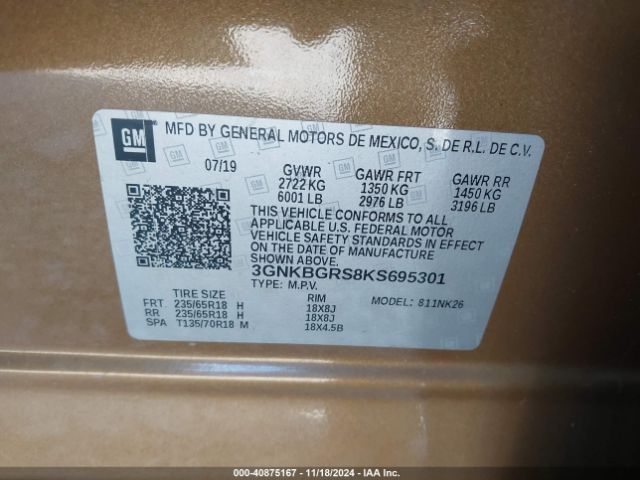 GM
MFD BY GENERAL MOTORS DE MEXICO, S. DE R.L. DE C.V.
07/19 GVWR GAWR FRT GAWR RR
2722 KG 1350 KG 1450 KG
6001 LB 2976 LB 3196 LB
THIS VEHICLE CONFORMS TO ALL
APPLICABLE U.S. FEDERAL MOTOR
VEHICLE SAFETY STANDARDS IN EFFECT
ON THE DATE OF MANUFACTURE
SHOWN ABOVE.
3GNKBGRS8KS695301
TYPE: M.P.V. MODEL: 811NK26
TIRE SIZE RIM
FRT 235/65R18 H 18X8J
RR 235/65R18 H 18X8J
SPA T135/70R18 M 18X4.5B
000-40875167 - 11/18/2024 - IAA Inc.